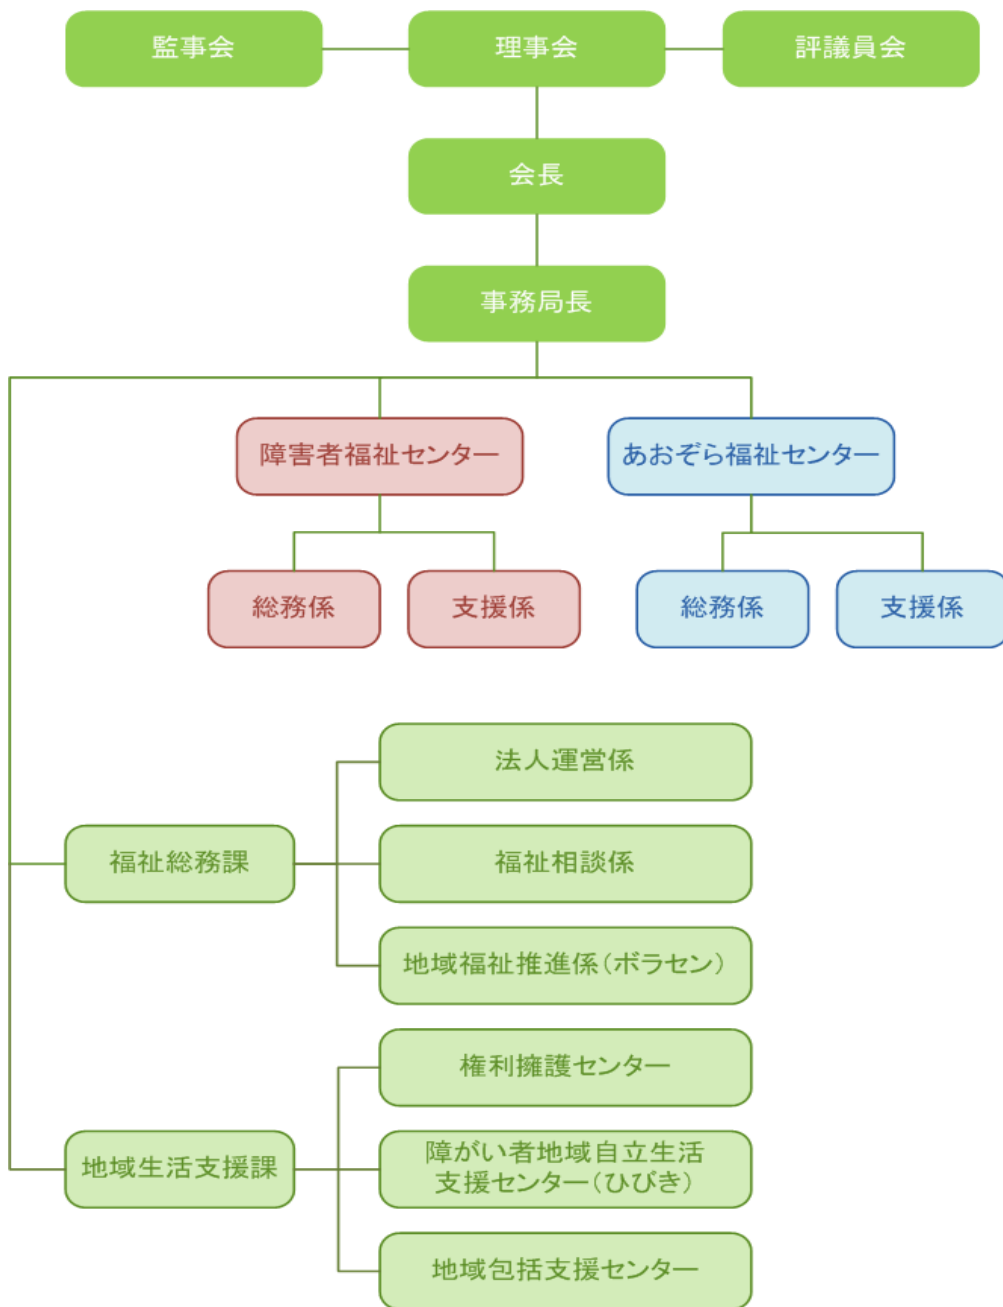 監事会
理事会
評議員会
会長
事務局長
障害者福祉センター
あおぞら福祉センター
総務係
支援係
総務係
支援係
法人運営係
福祉総務課
福祉相談係
地域福祉推進係(ボラセン)
権利擁護センター
地域生活支援課
障がい者地域自立生活
支援センター(ひびき)
地域包括支援センター